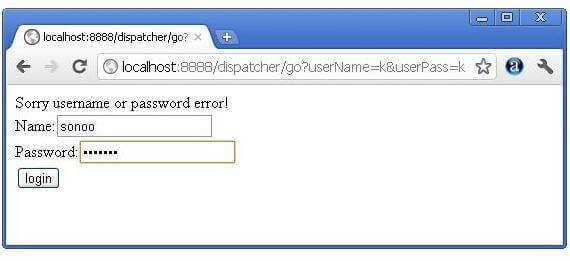 localhost:8888/dispatcher/go?
localhost:8888/dispatcher/go?userName=k&userPass=k
Sorry username or password error!
Name: sonoo
Password: •••••••
login